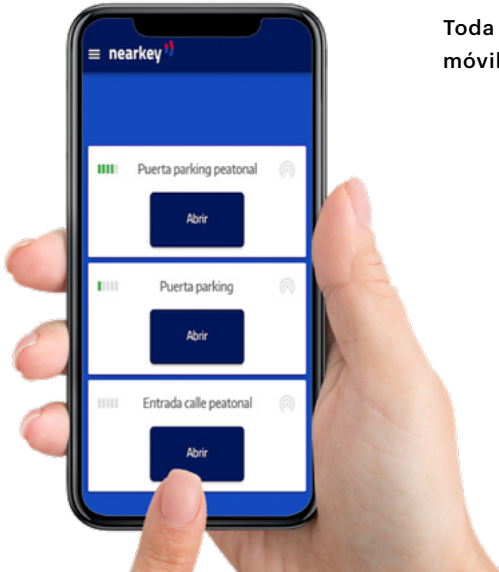 Toda
móvil
nearkey
Puerta parking peatonal
Abrir
Puerta parking
Abrir
Entrada calle peatonal
Abrir